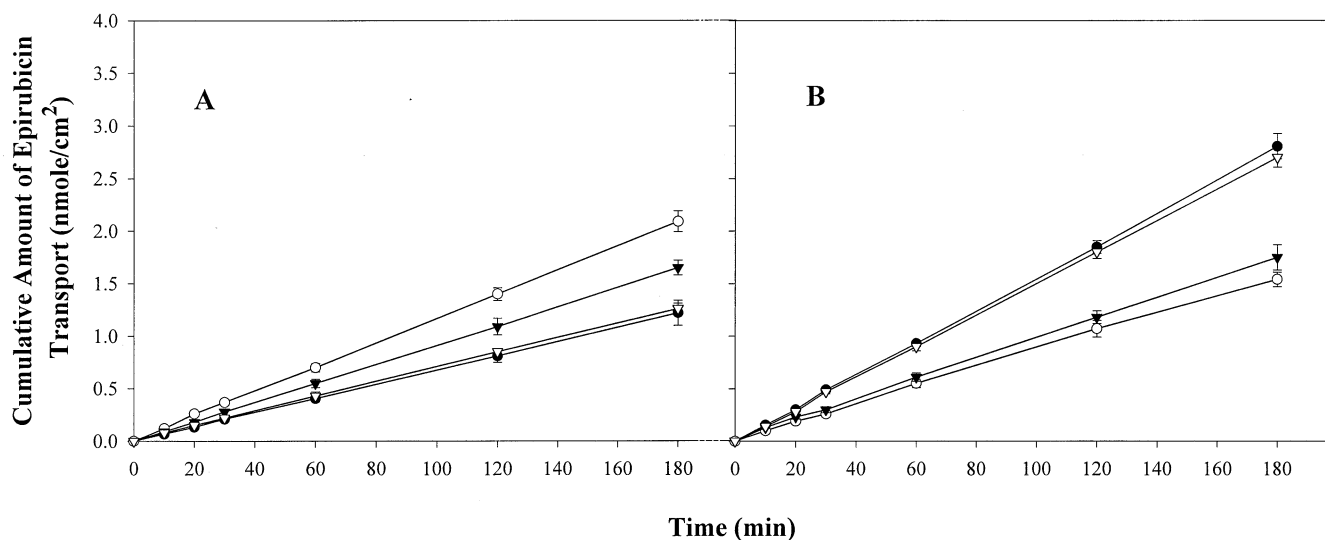 Cumulative Amount of Epirubicin
Transport (nmole/cm²)
4.0
3.5
3.0
2.5
2.0
1.5
1.0
0.5
0.0
A
B
0 20 40 60 80 100 120 140 160 180
0 20 40 60 80 100 120 140 160 180
Time (min)